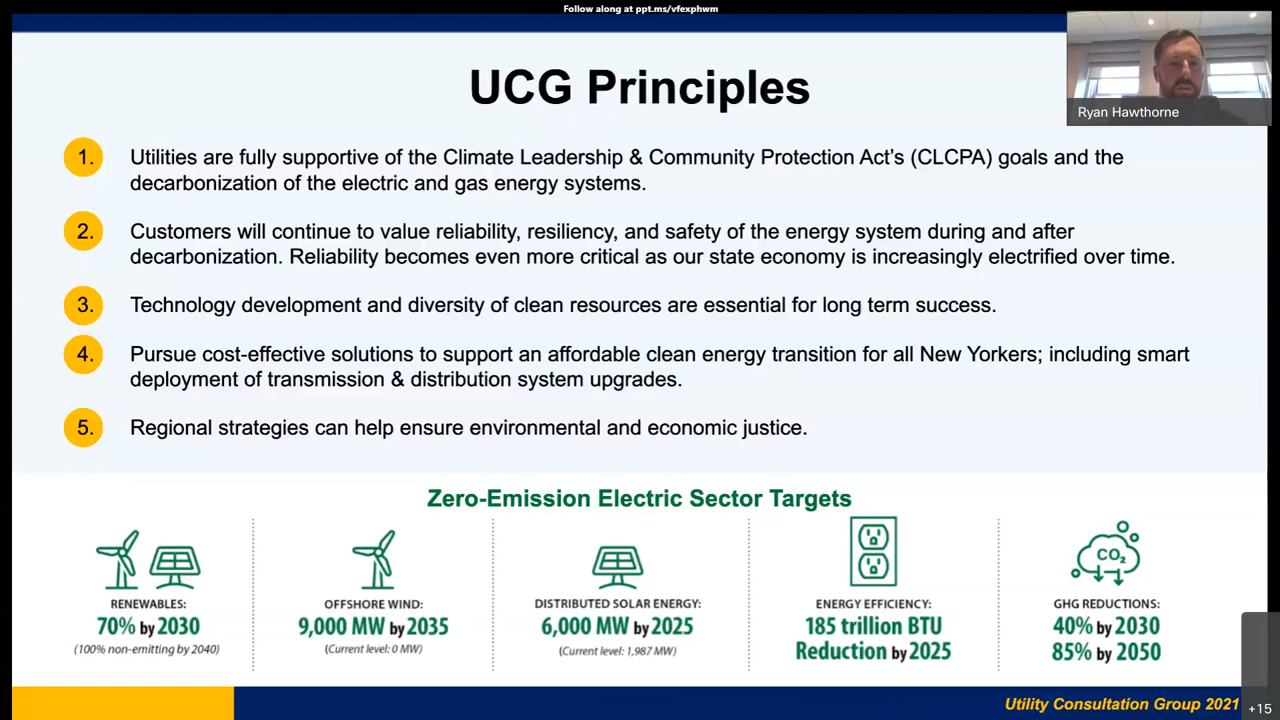 Follow along at ppt.ms/vfexphwm
UCG Principles
Ryan Hawthorne
1. Utilities are fully supportive of the Climate Leadership & Community Protection Act's (CLCPA) goals and the
decarbonization of the electric and gas energy systems.
2. Customers will continue to value reliability, resiliency, and safety of the energy system during and after
decarbonization. Reliability becomes even more critical as our state economy is increasingly electrified over time.
3. Technology development and diversity of clean resources are essential for long term success.
4. Pursue cost-effective solutions to support an affordable clean energy transition for all New Yorkers; including smart
deployment of transmission & distribution system upgrades.
5. Regional strategies can help ensure environmental and economic justice.
Zero-Emission Electric Sector Targets
RENEWABLES:
70% by 2030
(100% non-emitting by 2040)
OFFSHORE WIND:
9,000 MW by 2035
(Current level: 0 MW)
DISTRIBUTED SOLAR ENERGY:
6,000 MW by 2025
(Current level: 1,987 MW)
ENERGY EFFICIENCY:
185 trillion BTU
Reduction by 2025
CO₂
GHG REDUCTIONS:
40% by 2030
85% by 2050
Utility Consultation Group 2021
+15